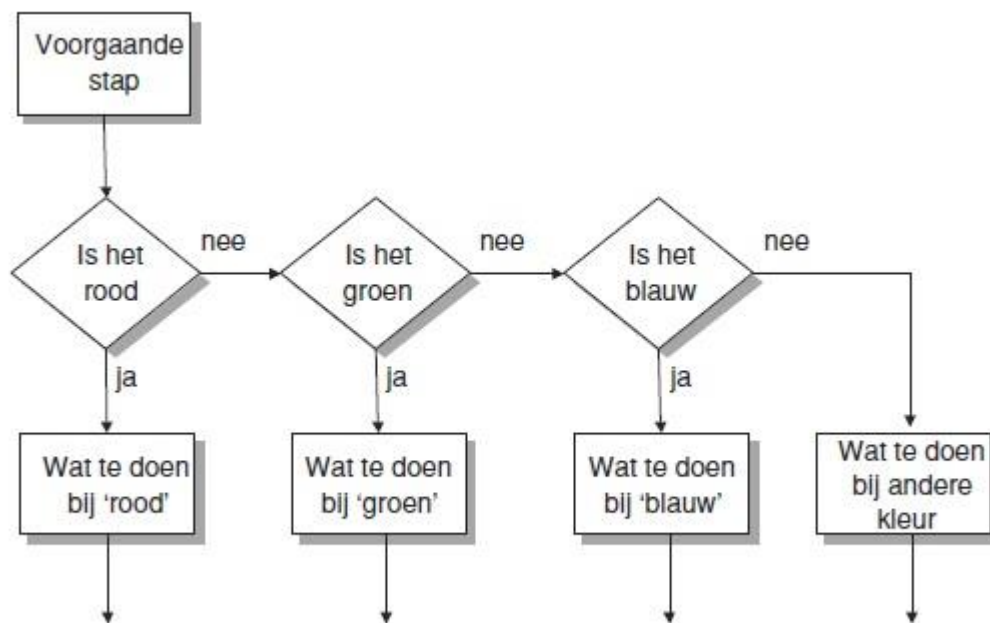 Voorgaande
stap
Is het
rood
nee
Is het
groen
nee
Is het
blauw
nee
ja
ja
ja
Wat te doen
bij ‘rood’
Wat te doen
bij ‘groen’
Wat te doen
bij ‘blauw’
Wat te doen
bij andere
kleur